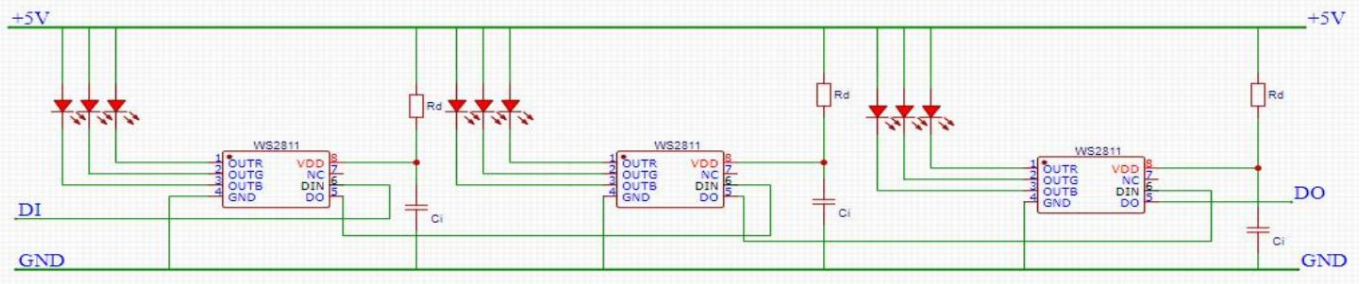 +5V
+5V
Rd
Rd
Rd
WS2811
1 OUTR VDD 8
2 OUTG NC 7
3 OUTB DIN 6
4 GND DO 5
Ci
WS2811
1 OUTR VDD 8
2 OUTG NC 7
3 OUTB DIN 6
4 GND DO 5
Ci
WS2811
1 OUTR VDD 8
2 OUTG NC 7
3 OUTB DIN 6
4 GND DO 5
Ci
DI
DO
GND
GND